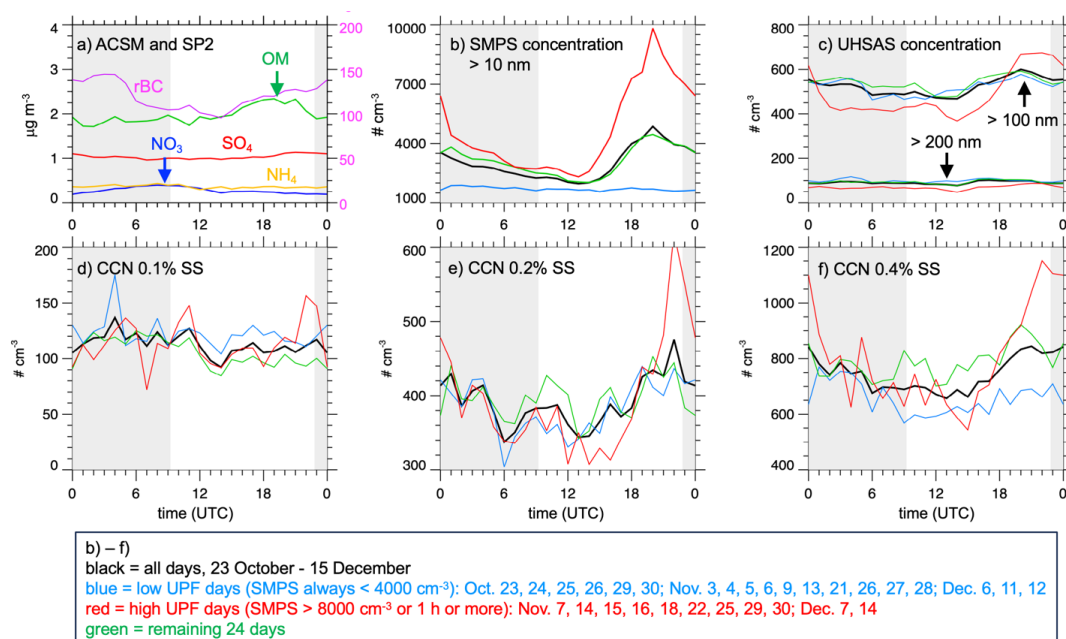 a) ACSM and SP2
OM
rBC
NO3
SO4
NH4
µg m-3
4
3
2
1
0
200
150
100
50
0
0 6 12 18 0
b) SMPS concentration
> 10 nm
# cm-3
10000
7000
4000
1000
0 6 12 18 0
c) UHSAS concentration
> 100 nm
> 200 nm
# cm-3
800
600
400
200
0
0 6 12 18 24
d) CCN 0.1% SS
# cm-3
200
150
100
50
0
0 6 12 18 0
time (UTC)
e) CCN 0.2% SS
# cm-3
600
500
400
300
0 6 12 18 0
time (UTC)
f) CCN 0.4% SS
# cm-3
1200
1000
800
600
400
0 6 12 18 24
time (UTC)
b) – f)
black = all days, 23 October - 15 December
blue = low UPF days (SMPS always < 4000 cm-3): Oct. 23, 24, 25, 26, 29, 30; Nov. 3, 4, 5, 6, 9, 13, 21, 26, 27, 28; Dec. 6, 11, 12
red = high UPF days (SMPS > 8000 cm-3 or 1 h or more): Nov. 7, 14, 15, 16, 18, 22, 25, 29, 30; Dec. 7, 14
green = remaining 24 days